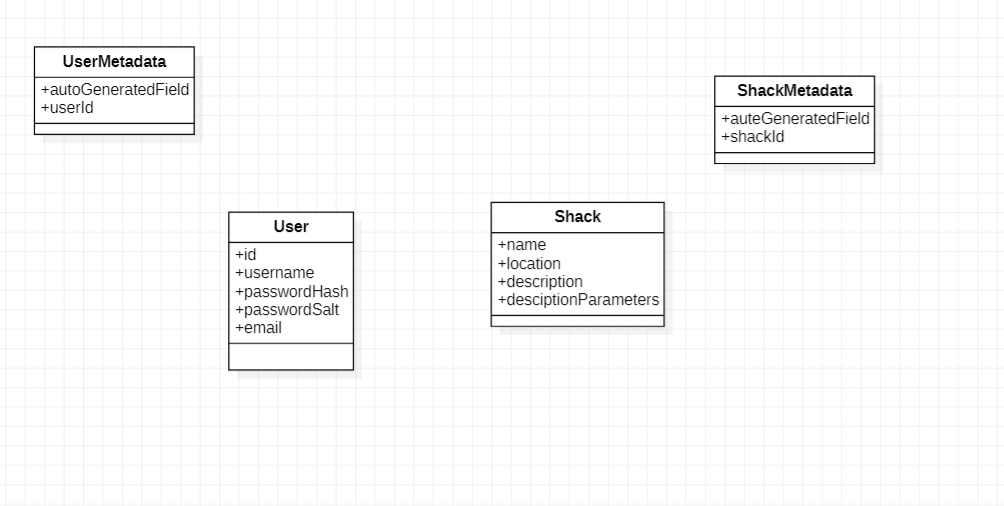 UserMetadata
+autoGeneratedField
+userId
ShackMetadata
+auteGeneratedField
+shackId
User
+id
+username
+passwordHash
+passwordSalt
+email
Shack
+name
+location
+description
+desciptionParameters